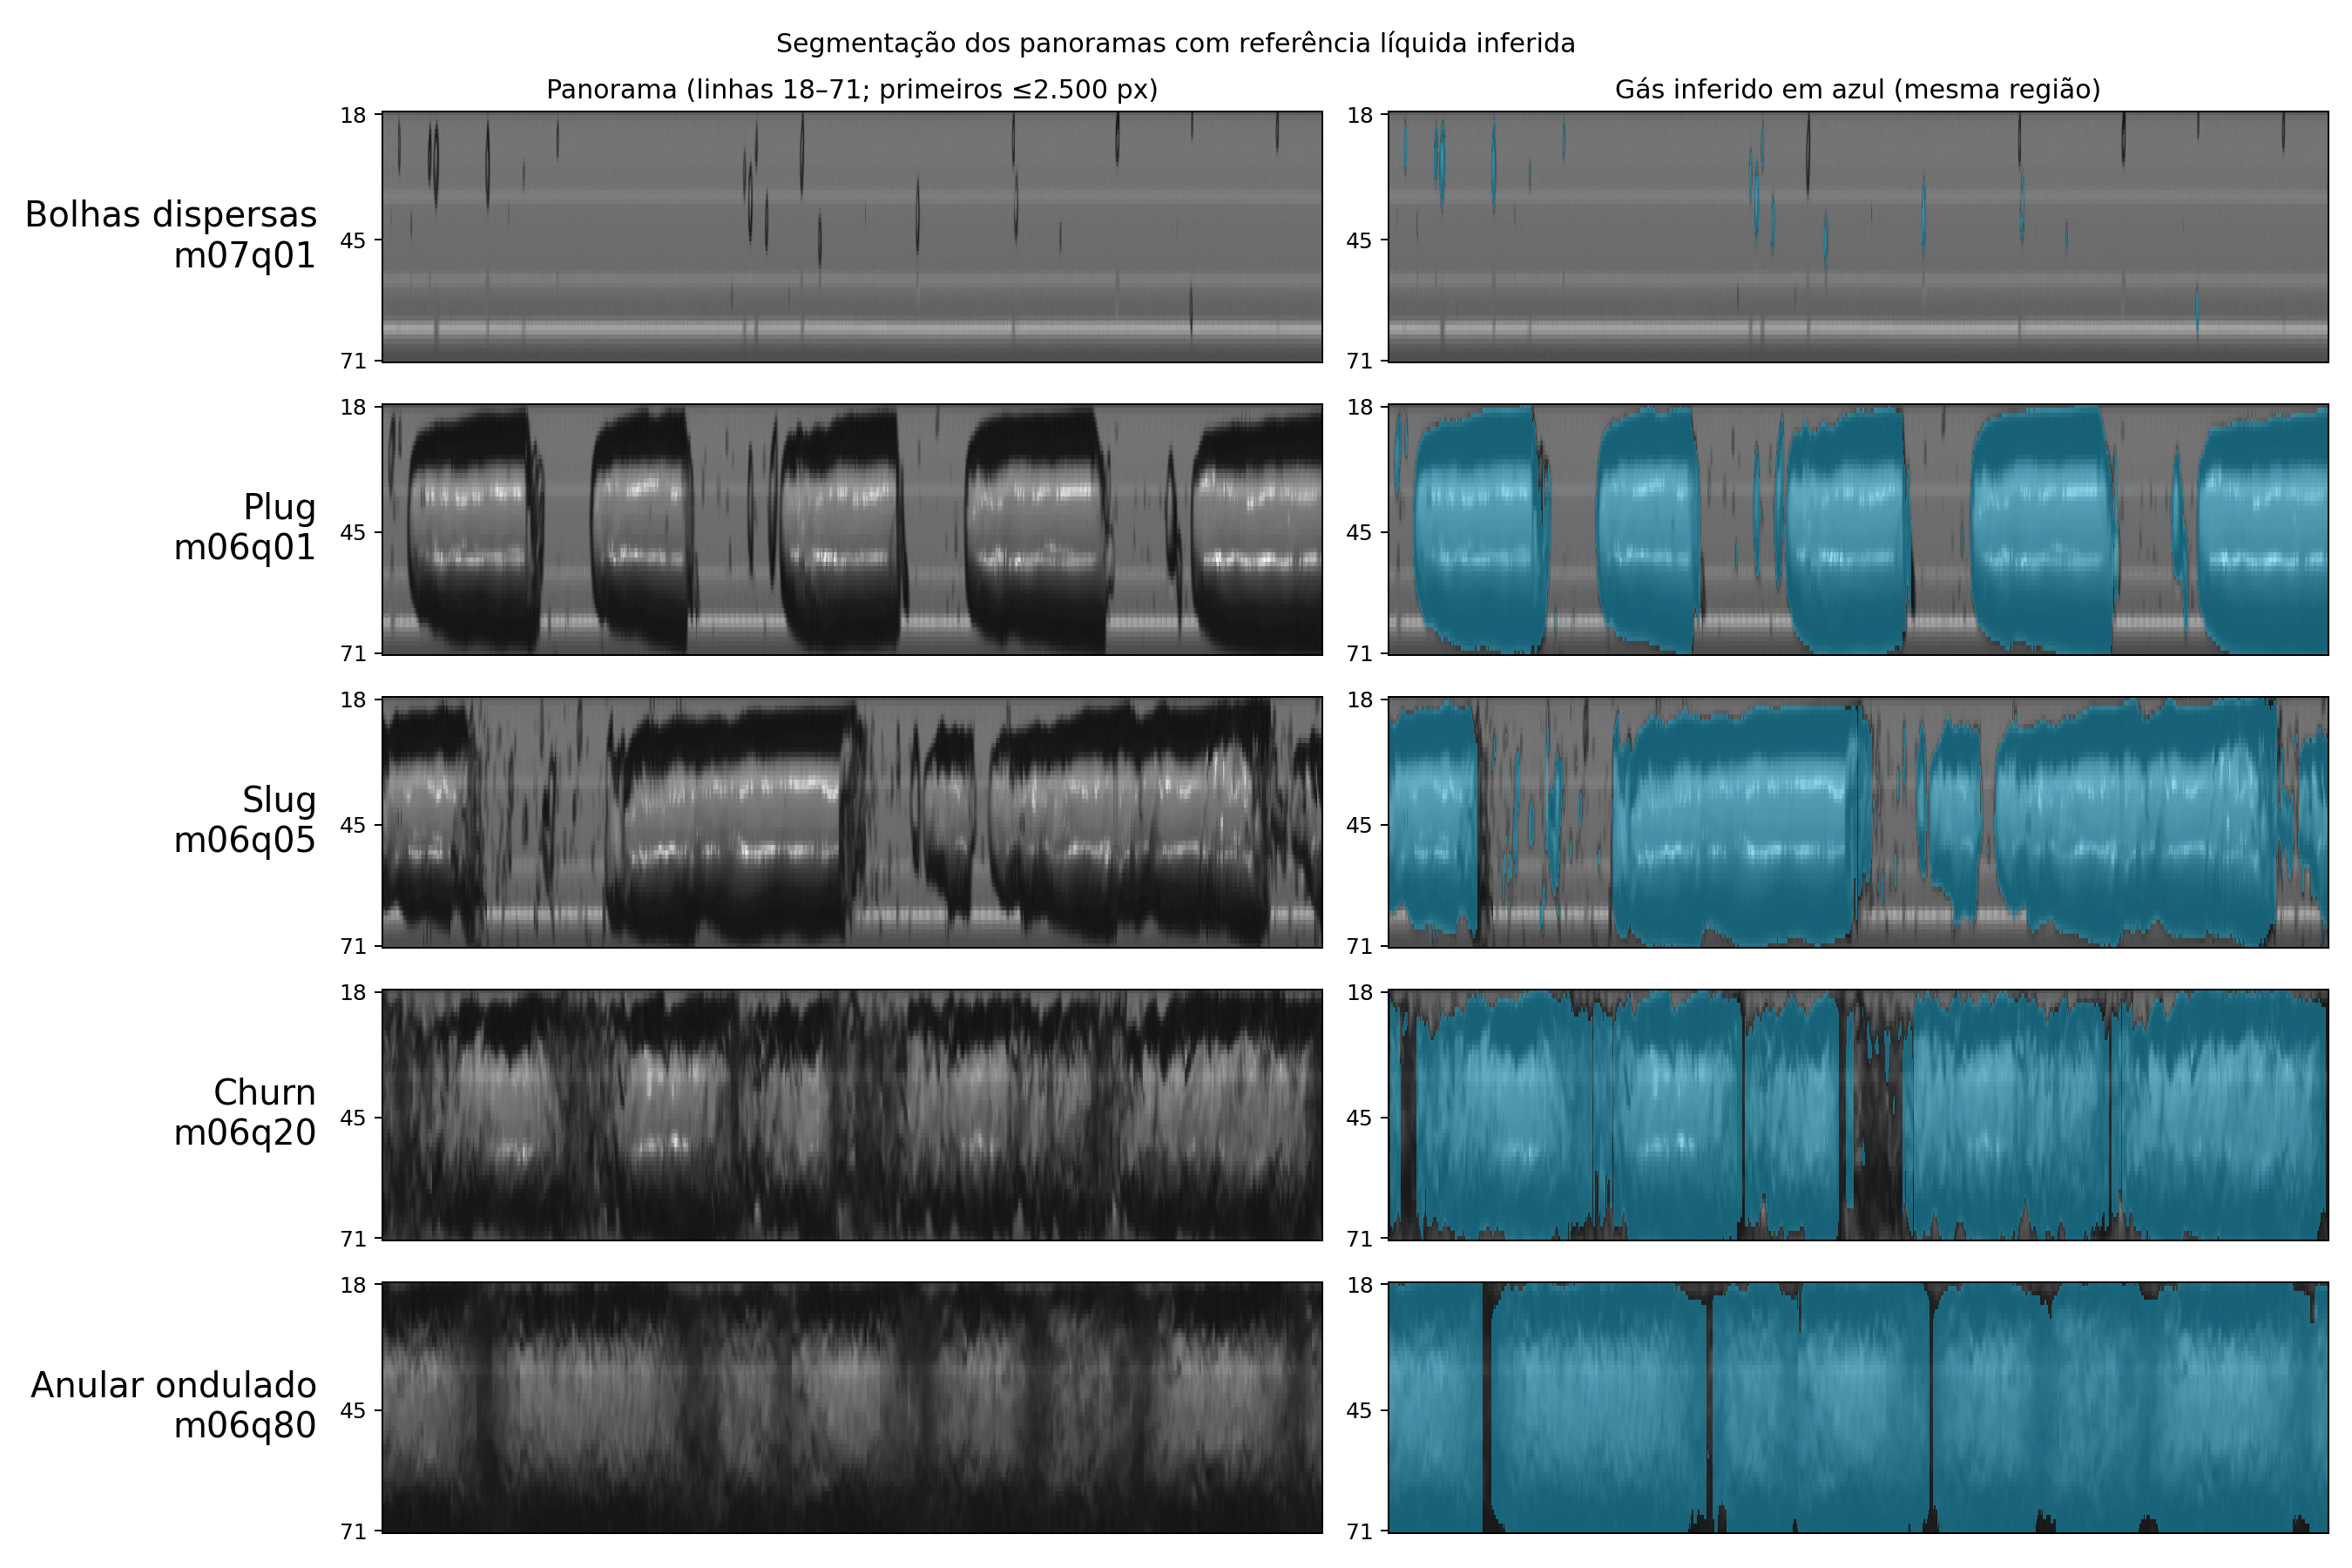 Segmentação dos panoramas com referência líquida inferida
Panorama (linhas 18–71; primeiros ≤2.500 px)
Gás inferido em azul (mesma região)
Bolhas dispersas
m07q01
18
45
71
18
45
71
Plug
m06q01
18
45
71
18
45
71
Slug
m06q05
18
45
71
18
45
71
Churn
m06q20
18
45
71
18
45
71
Anular ondulado
m06q80
18
45
71
18
45
71